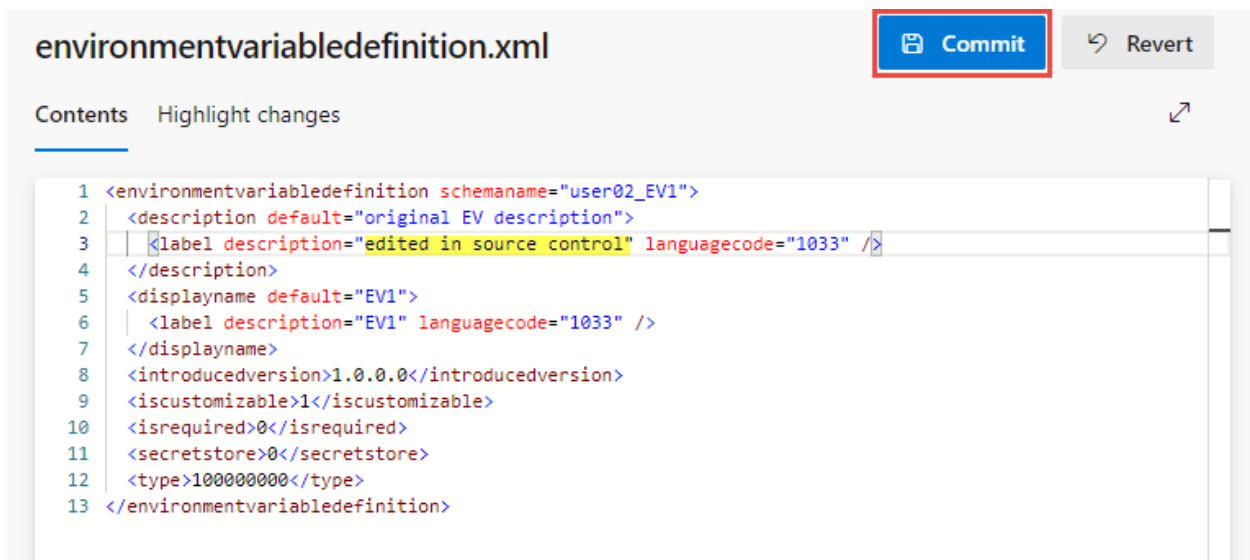 environmentvariabledefinition.xml
Commit
Revert
Contents
Highlight changes
1 <environmentvariabledefinition schemaname="user02_EV1">
2   <description default="original EV description">
3     <label description="edited in source control" languagecode="1033" />
4   </description>
5   <displayname default="EV1">
6     <label description="EV1" languagecode="1033" />
7   </displayname>
8   <introducedversion>1.0.0.0</introducedversion>
9   <iscustomizable>1</iscustomizable>
10   <isrequired>0</isrequired>
11   <secretstore>0</secretstore>
12   <type>100000000</type>
13 </environmentvariabledefinition>